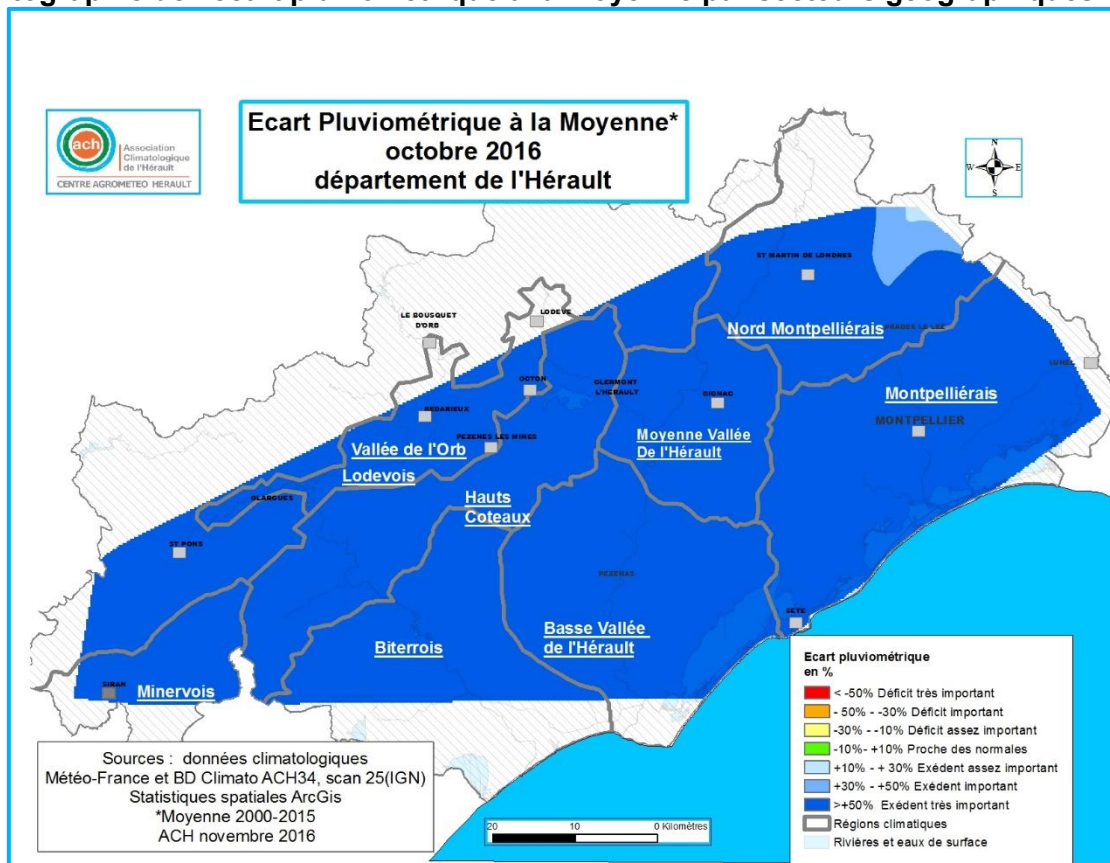 ach
Association
Climatologique
de l'Hérault
CENTRE AGROMETEO HERAULT
Ecart Pluviométrique à la Moyenne*
octobre 2016
département de l'Hérault
N
W E
S
ST MARTIN DE LONDRES
LE BOUSQUET
D'ORB
LODEVE
Nord Montpelliérais
PRADES LE LEZ
LUNEL
OCTON
CLERMONT
L'HERAULT
GIGNAC
Montpelliérais
MONTPELLIER
BEDARIEUX
PEZENES LES MINES
Moyenne Vallée
De l'Hérault
Vallée de l'Orb
Lodevois
OLARGUES
Hauts
Coteaux
ST PONS
PEZENAS
SETE
Basse Vallée
de l'Hérault
Biterrois
SIRAN
Minervois
Ecart pluviométrique
en %
< -50% Déficit très important
- 50% - -30% Déficit important
-30% - -10% Déficit assez important
-10%- +10% Proche des normales
+10% - + 30% Exédent assez important
+30% - +50% Exédent important
>+50% Exédent très important
Régions climatiques
Rivières et eaux de surface
Sources : données climatologiques
Météo-France et BD Climato ACH34, scan 25(IGN)
Statistiques spatiales ArcGis
*Moyenne 2000-2015
ACH novembre 2016
20 10 0 Kilomètres